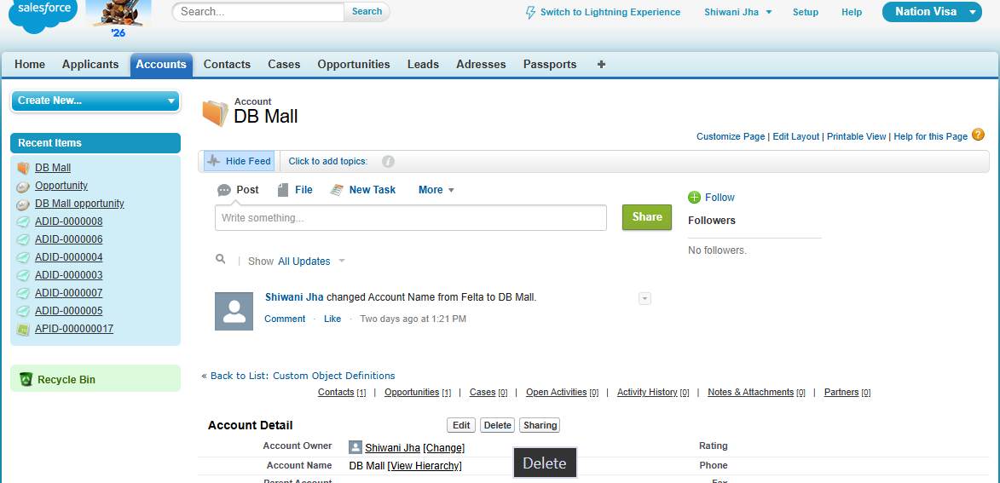 salesforce
'26
Search...
Search
Switch to Lightning Experience
Shiwani Jha
Setup
Help
Nation Visa
Home Applicants Accounts Contacts Cases Opportunities Leads Adresses Passports +
Create New...
Recent Items
DB Mall
Opportunity
DB Mall opportunity
ADID-0000008
ADID-0000006
ADID-0000004
ADID-0000003
ADID-0000007
ADID-0000005
APID-000000017
Recycle Bin
Account
DB Mall
Customize Page | Edit Layout | Printable View | Help for this Page ?
Hide Feed Click to add topics: i
Post File New Task More
Write something...
Share
Follow
Followers
No followers.
Show All Updates
Shiwani Jha changed Account Name from Felta to DB Mall.
Comment · Like · Two days ago at 1:21 PM
« Back to List: Custom Object Definitions
Contacts [1] | Opportunities [1] | Cases [0] | Open Activities [0] | Activity History [0] | Notes & Attachments [0] | Partners [0]
Account Detail Edit Delete Sharing
Account Owner Shiwani Jha [Change] Rating
Account Name DB Mall [View Hierarchy] Phone
Delete
Parent Account Fax